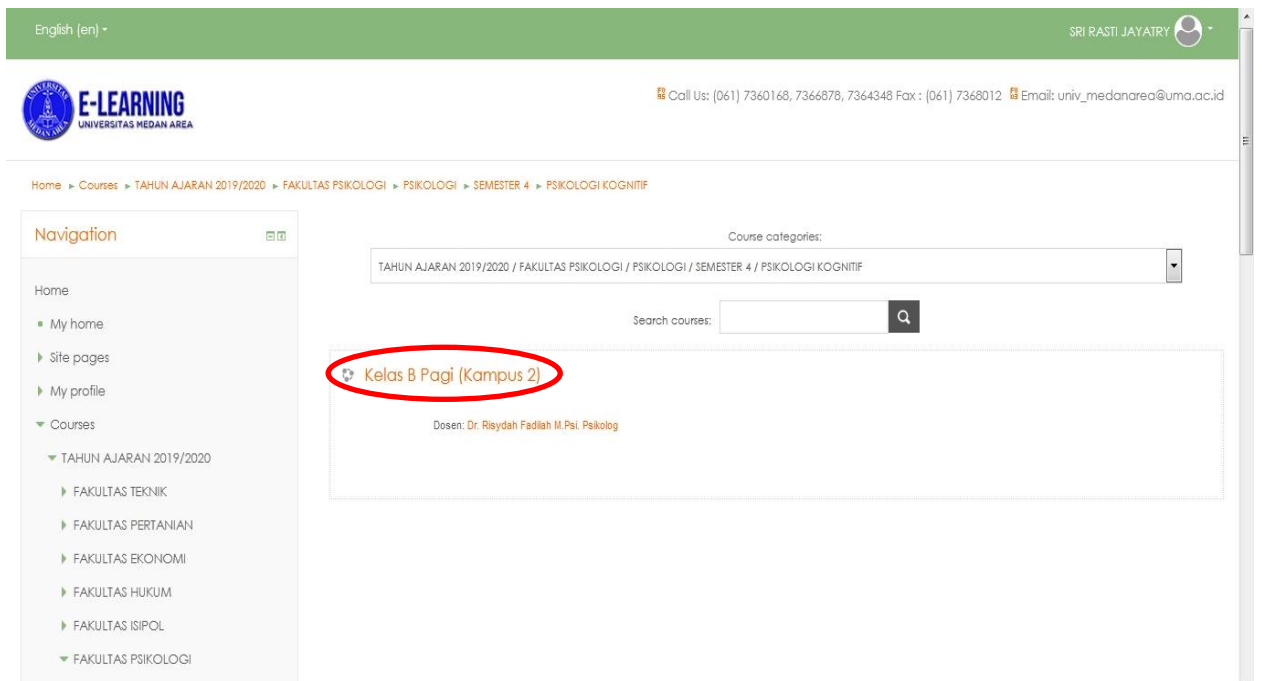 English (en)
SRI RASTI JAYATRY
E-LEARNING
UNIVERSITAS MEDAN AREA
Call Us: (061) 7360168, 7366878, 7364348 Fax : (061) 7368012 Email: univ_medanarea@uma.ac.id
Home ▸ Courses ▸ TAHUN AJARAN 2019/2020 ▸ FAKULTAS PSIKOLOGI ▸ PSIKOLOGI ▸ SEMESTER 4 ▸ PSIKOLOGI KOGNITIF
Navigation
Home
My home
Site pages
My profile
Courses
TAHUN AJARAN 2019/2020
FAKULTAS TEKNIK
FAKULTAS PERTANIAN
FAKULTAS EKONOMI
FAKULTAS HUKUM
FAKULTAS ISIPOL
FAKULTAS PSIKOLOGI
Course categories:
TAHUN AJARAN 2019/2020 / FAKULTAS PSIKOLOGI / PSIKOLOGI / SEMESTER 4 / PSIKOLOGI KOGNITIF
Search courses:
Kelas B Pagi (Kampus 2)
Dosen: Dr. Risydah Fadilah M.Psi. Psikolog